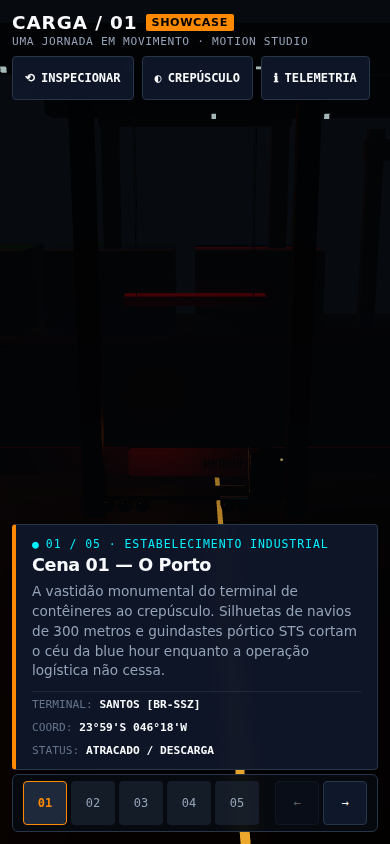 CARGA / 01 SHOWCASE
UMA JORNADA EM MOVIMENTO · MOTION STUDIO
⟲ INSPECIONAR ◐ CREPÚSCULO ℹ TELEMETRIA
● 01 / 05 · ESTABELECIMENTO INDUSTRIAL
Cena 01 — O Porto
A vastidão monumental do terminal de
contêineres ao crepúsculo. Silhuetas de navios
de 300 metros e guindastes pórtico STS cortam
o céu da blue hour enquanto a operação
logística não cessa.
TERMINAL: SANTOS [BR-SSZ]
COORD: 23°59'S 046°18'W
STATUS: ATRACADO / DESCARGA
01 02 03 04 05 ← →